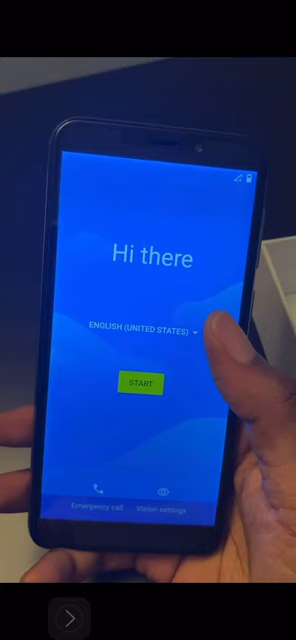 Hi there
ENGLISH (UNITED STATES)
START
Emergency call
Vision settings